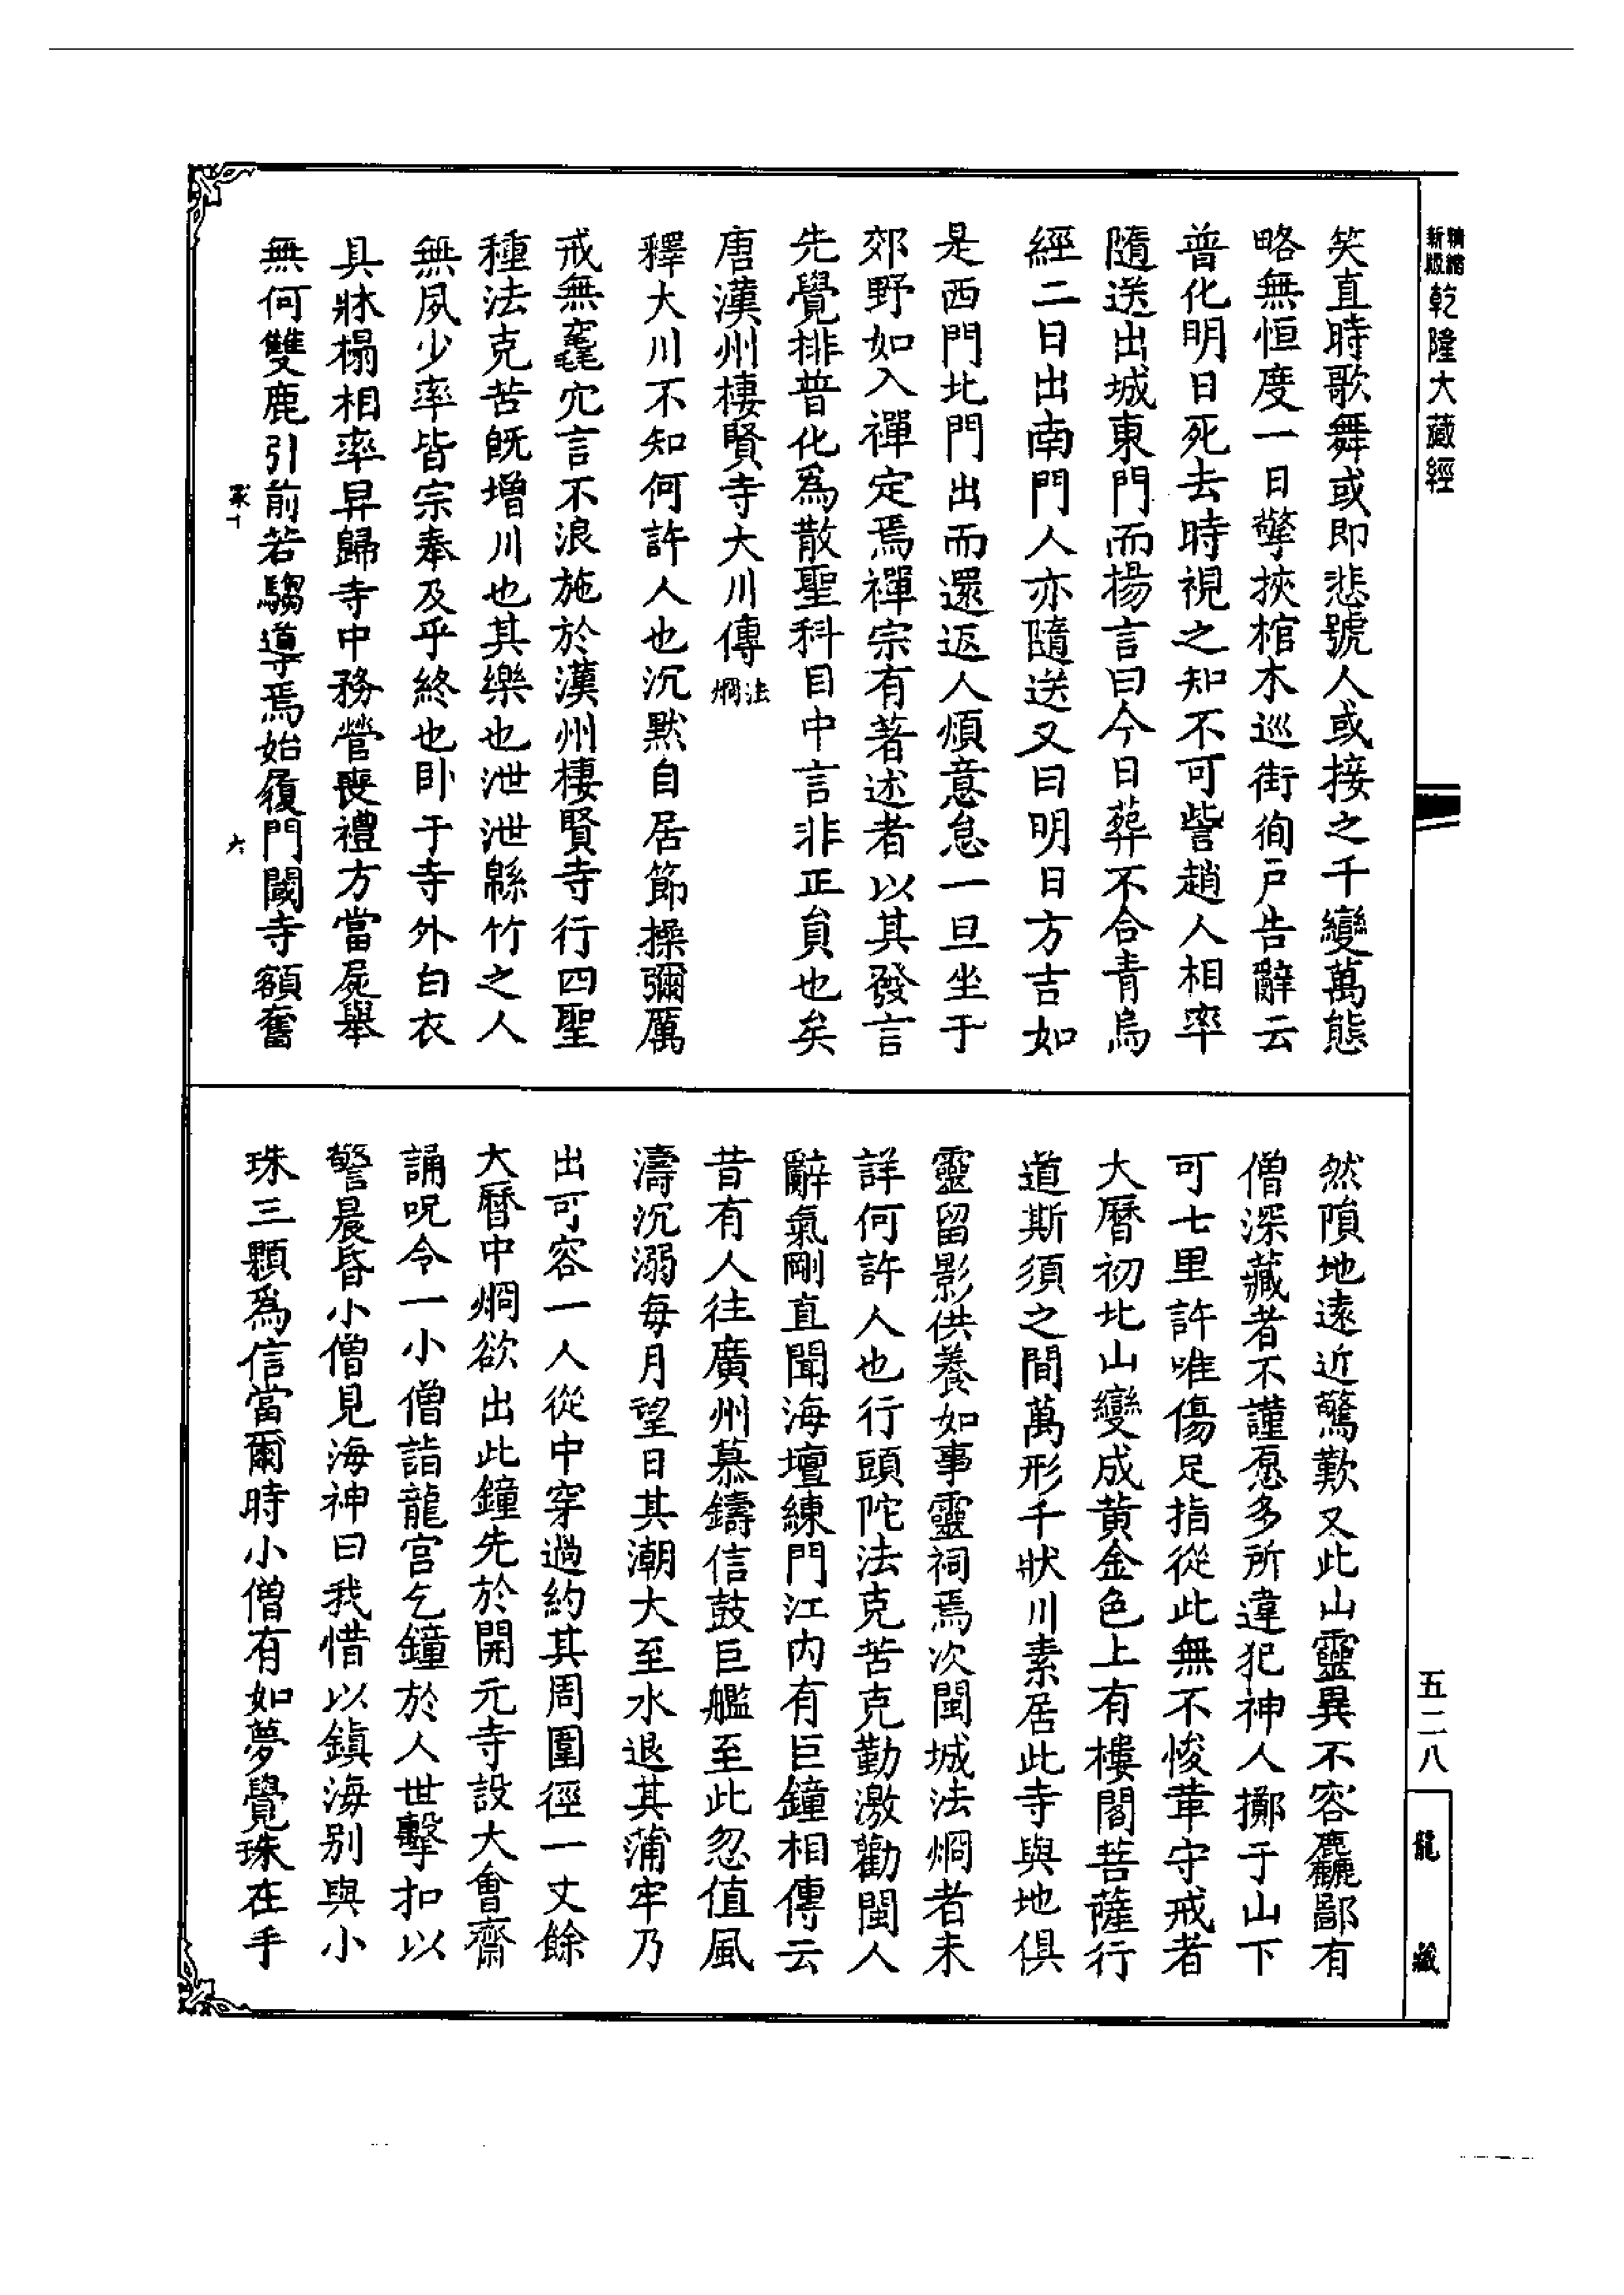 精縮新版乾隆大藏經
笑直時歌舞或即悲號人或接之千變萬態
略無恒度一日擎挾棺木巡街徇戶告辭云
普化明日死去時視之知不可訾趙人相率
隨送出城東門而揚言曰今日葬不合青烏
經二日出南門人亦隨送又曰明日方吉如
是西門北門出而還返人煩意怠一旦坐于
郊野如入禪定焉禪宗有著述者以其發言
先覺排普化為散聖科目中言非正員也矣
唐漢州棲賢寺大川傳法烱
釋大川不知何許人也沉默自居節操彌厲
戒無竁穴言不浪施於漢州棲賢寺行四聖
種法克苦既增川也其樂也泄泄緜竹之人
無夙少率皆宗奉及乎終也卧于寺外白衣
具牀榻相率舁歸寺中務營喪禮方當屍舉
無何雙鹿引前若騶導焉始履門閾寺額奮
六
然隕地遠近驚歎又此山靈異不容麤鄙有
僧深藏者不謹愿多所違犯神人擲于山下
可七里許唯傷足指從此無不悛革守戒者
大曆初北山變成黃金色上有樓閣菩薩行
道斯須之間萬形千狀川素居此寺與地俱
靈留影供養如事靈祠焉次閩城法烱者未
詳何許人也行頭陀法克苦克勤激勸閩人
辭氣剛直聞海壇練門江內有巨鐘相傳云
昔有人往廣州慕鑄信鼓巨艦至此忽值風
濤沉溺每月望日其潮大至水退其蒲牢乃
出可容一人從中穿過約其周圍徑一丈餘
大曆中烱欲出此鐘先於開元寺設大會齋
誦呪令一小僧詣龍宮乞鐘於人世擊扣以
警晨昏小僧見海神曰我惜以鎮海别與小
珠三顆為信當爾時小僧有如夢覺珠在手
五二八
龍藏